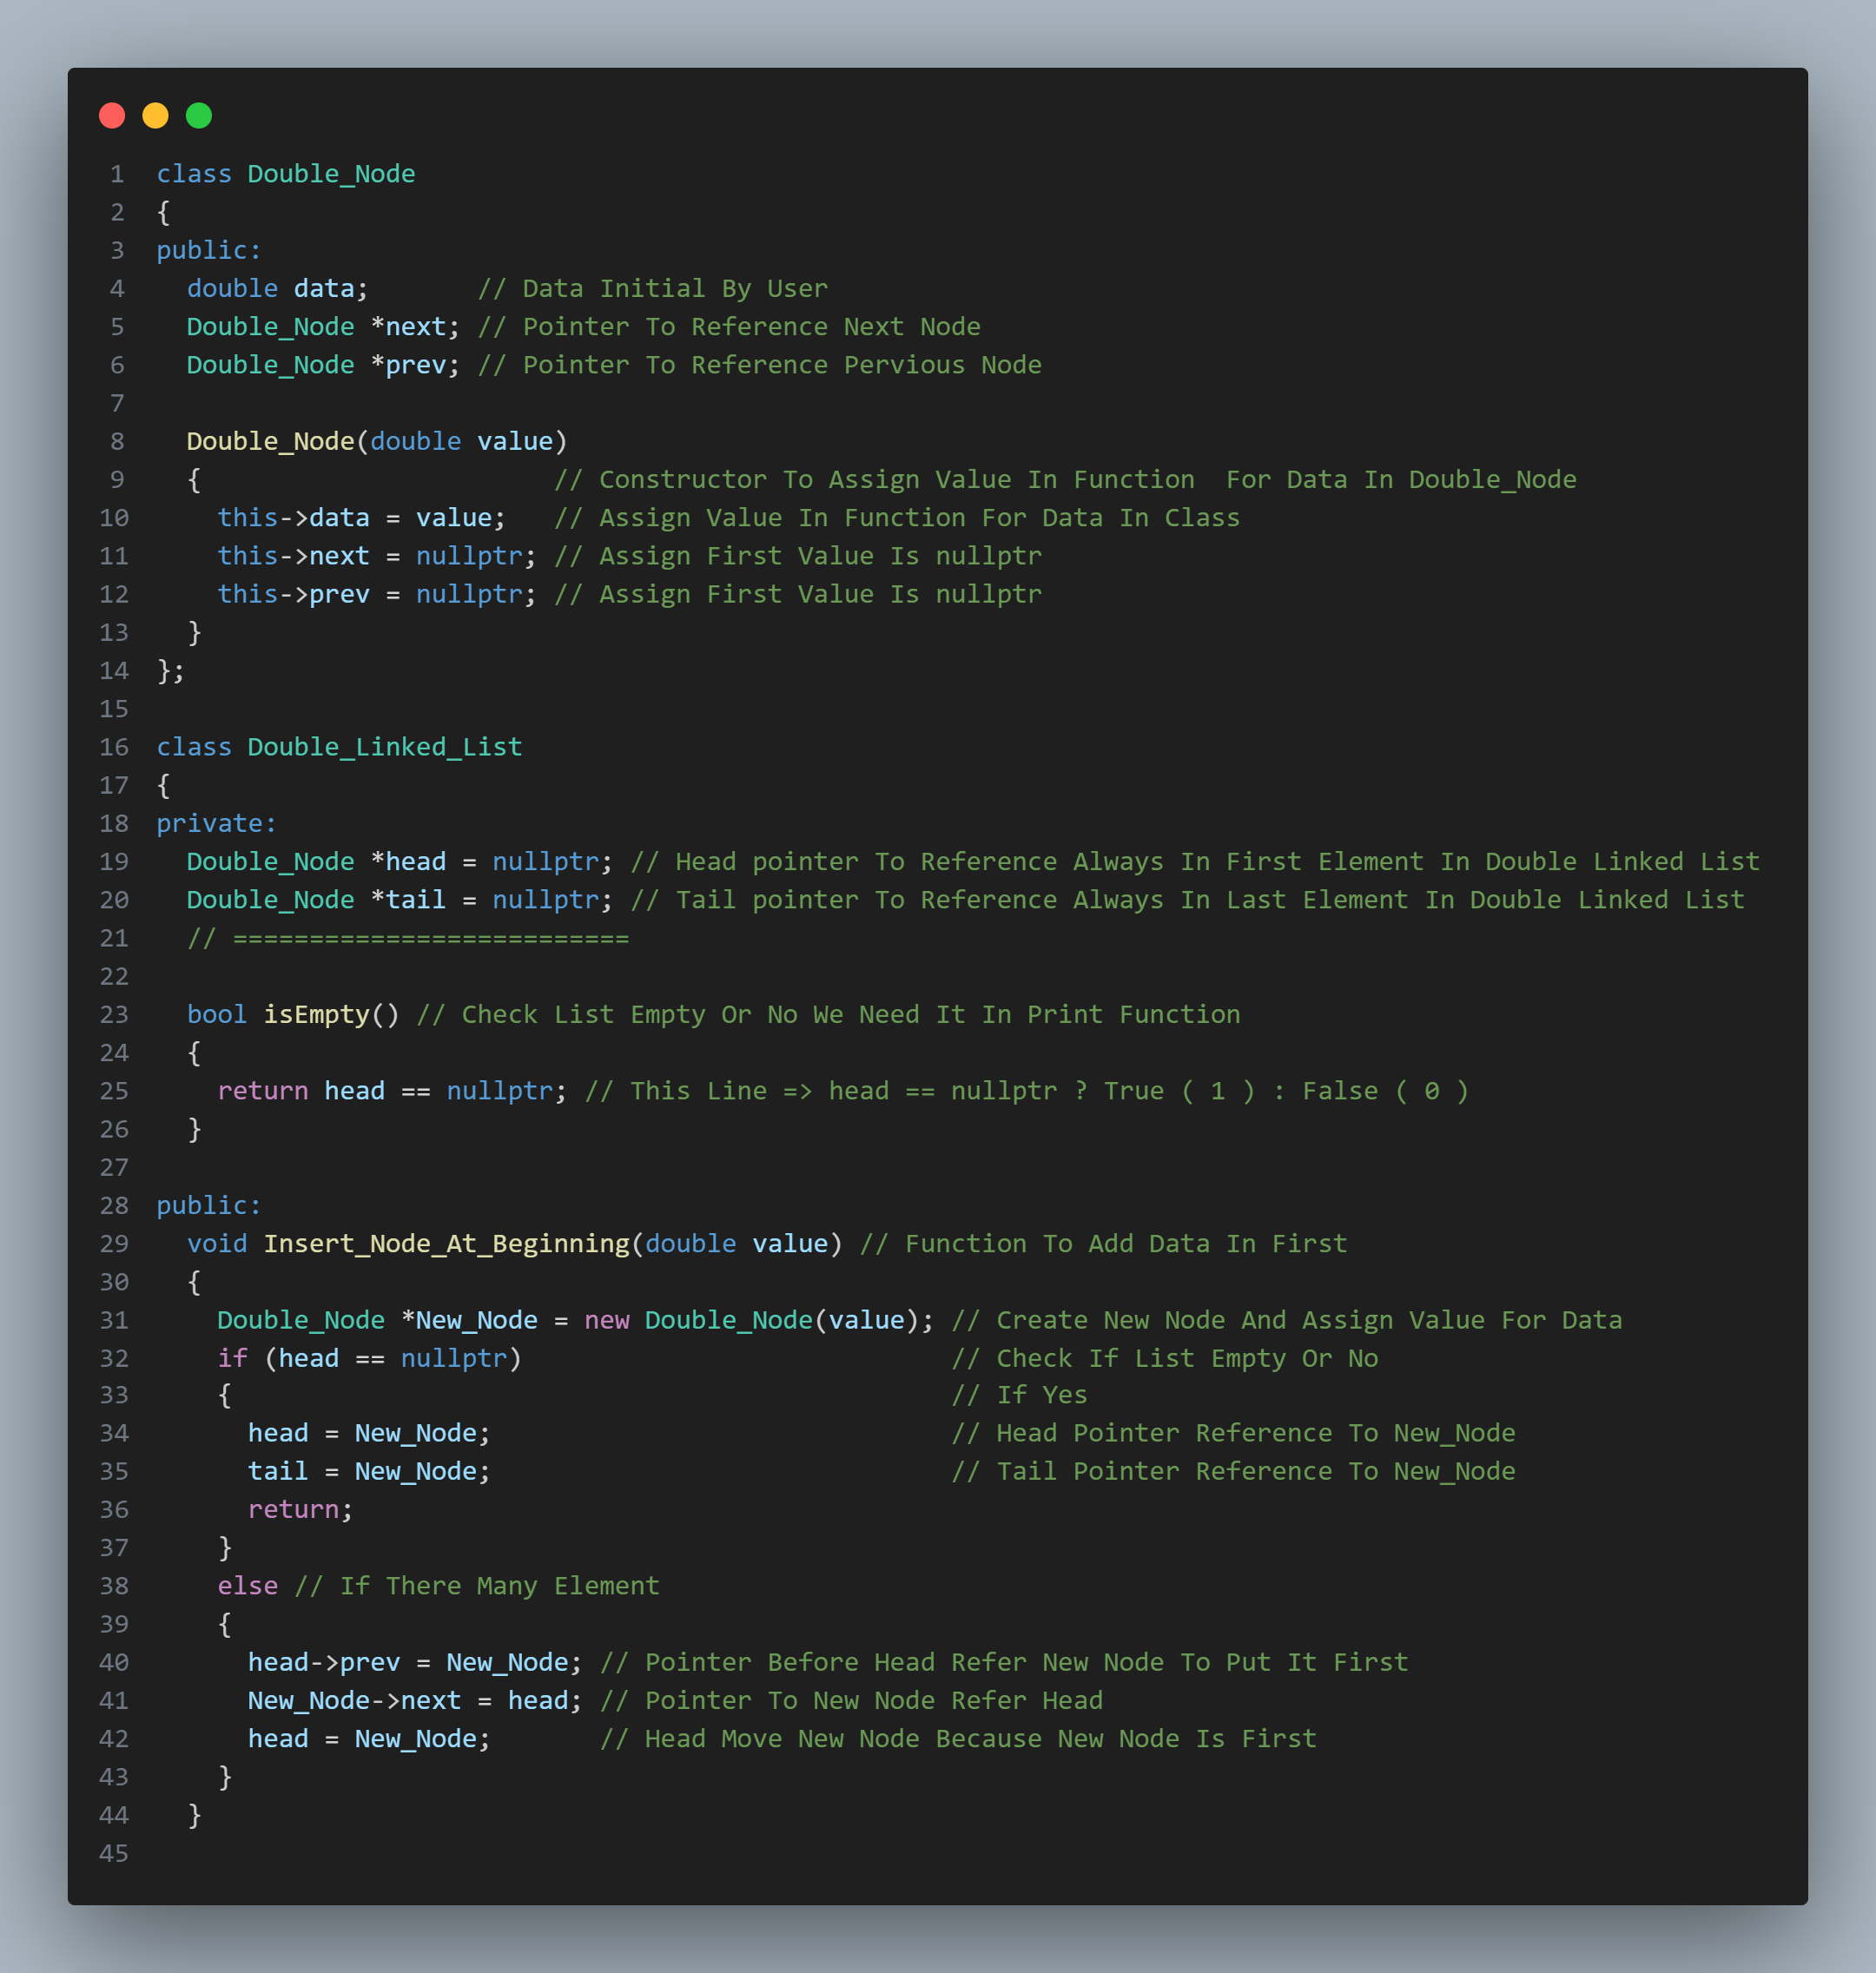 1 class Double_Node
2 {
3 public:
4   double data;       // Data Initial By User
5   Double_Node *next; // Pointer To Reference Next Node
6   Double_Node *prev; // Pointer To Reference Pervious Node
7
8   Double_Node(double value)
9   {                       // Constructor To Assign Value In Function  For Data In Double_Node
10     this->data = value;   // Assign Value In Function For Data In Class
11     this->next = nullptr; // Assign First Value Is nullptr
12     this->prev = nullptr; // Assign First Value Is nullptr
13   }
14 };
15
16 class Double_Linked_List
17 {
18 private:
19   Double_Node *head = nullptr; // Head pointer To Reference Always In First Element In Double Linked List
20   Double_Node *tail = nullptr; // Tail pointer To Reference Always In Last Element In Double Linked List
21   // ==========================
22
23   bool isEmpty() // Check List Empty Or No We Need It In Print Function
24   {
25     return head == nullptr; // This Line => head == nullptr ? True ( 1 ) : False ( 0 )
26   }
27
28 public:
29   void Insert_Node_At_Beginning(double value) // Function To Add Data In First
30   {
31     Double_Node *New_Node = new Double_Node(value); // Create New Node And Assign Value For Data
32     if (head == nullptr)                            // Check If List Empty Or No
33     {                                               // If Yes
34       head = New_Node;                              // Head Pointer Reference To New_Node
35       tail = New_Node;                              // Tail Pointer Reference To New_Node
36       return;
37     }
38     else // If There Many Element
39     {
40       head->prev = New_Node; // Pointer Before Head Refer New Node To Put It First
41       New_Node->next = head; // Pointer To New Node Refer Head
42       head = New_Node;       // Head Move New Node Because New Node Is First
43     }
44   }
45